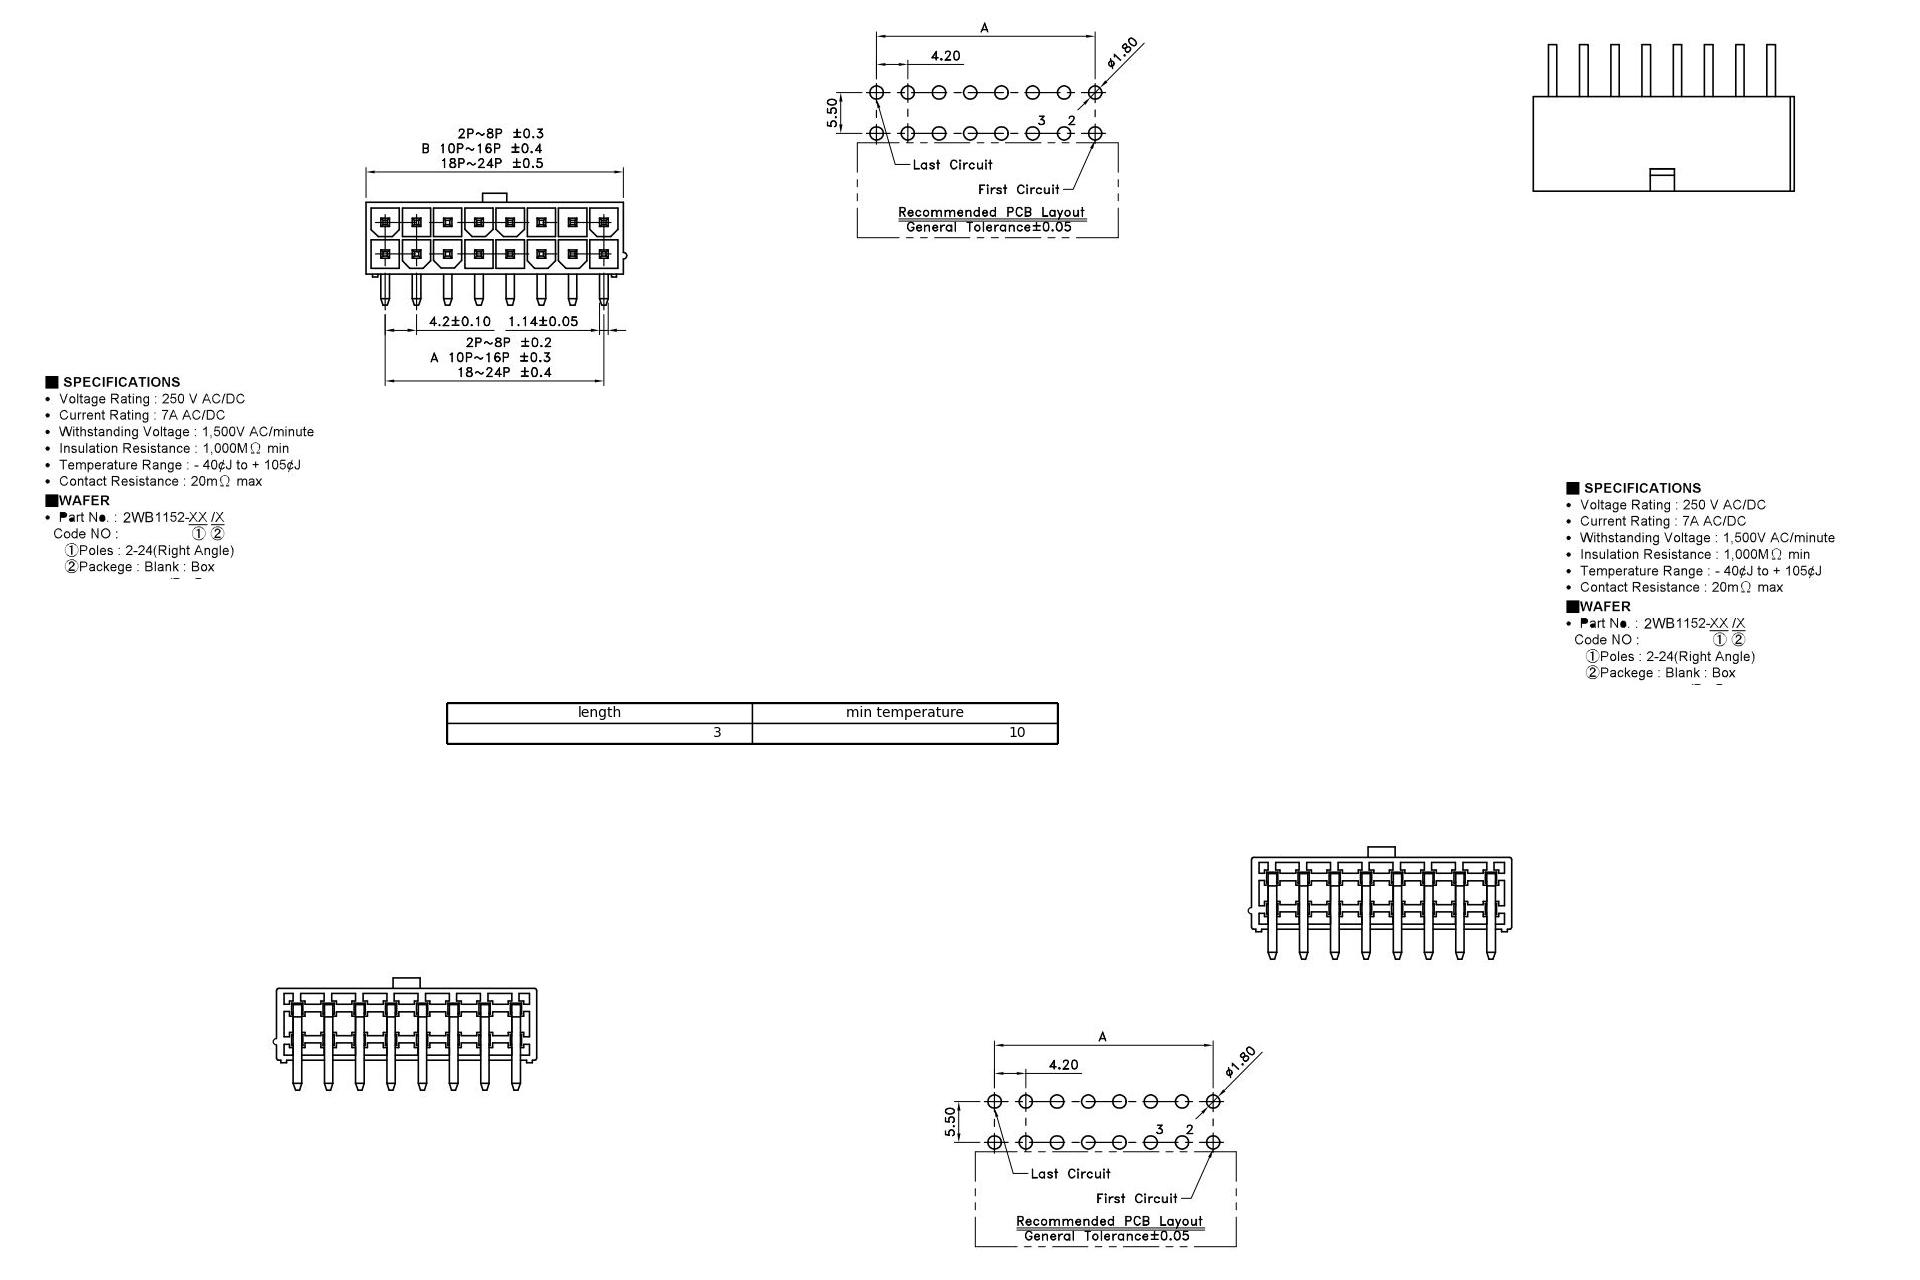 A
4.20
ø1.80
5.50
3 2
Last Circuit
First Circuit
Recommended PCB Layout
General Tolerance±0.05
2P~8P ±0.3
B 10P~16P ±0.4
18P~24P ±0.5
4.2±0.10 1.14±0.05
2P~8P ±0.2
A 10P~16P ±0.3
18~24P ±0.4
■ SPECIFICATIONS
• Voltage Rating : 250 V AC/DC
• Current Rating : 7A AC/DC
• Withstanding Voltage : 1,500V AC/minute
• Insulation Resistance : 1,000MΩ min
• Temperature Range : - 40¢J to + 105¢J
• Contact Resistance : 20mΩ max
■WAFER
• Part No. : 2WB1152-XX /X
Code NO : ① ②
①Poles : 2-24(Right Angle)
②Packege : Blank : Box
■ SPECIFICATIONS
• Voltage Rating : 250 V AC/DC
• Current Rating : 7A AC/DC
• Withstanding Voltage : 1,500V AC/minute
• Insulation Resistance : 1,000MΩ min
• Temperature Range : - 40¢J to + 105¢J
• Contact Resistance : 20mΩ max
■WAFER
• Part No. : 2WB1152-XX /X
Code NO : ① ②
①Poles : 2-24(Right Angle)
②Packege : Blank : Box
length min temperature
3 10
A
4.20
ø1.80
5.50
3 2
Last Circuit
First Circuit
Recommended PCB Layout
General Tolerance±0.05